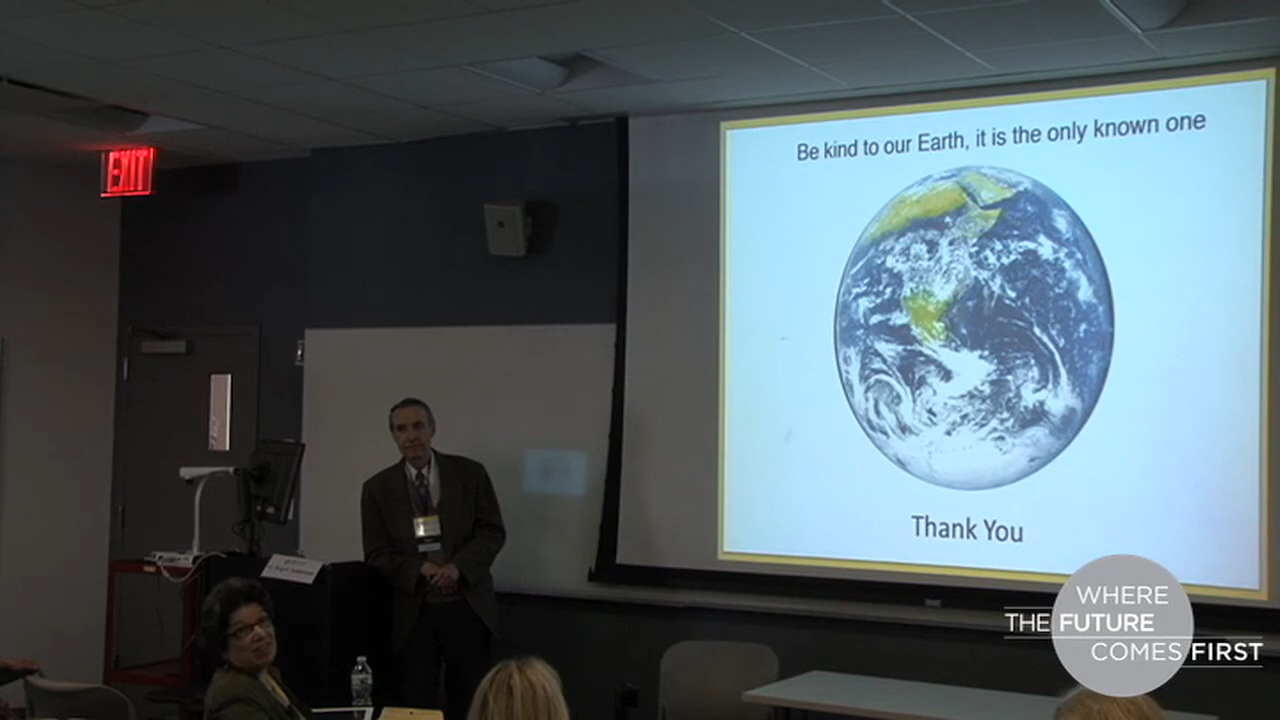 EXIT
Be kind to our Earth, it is the only known one
Thank You
WHERE
THE FUTURE
COMES FIRST